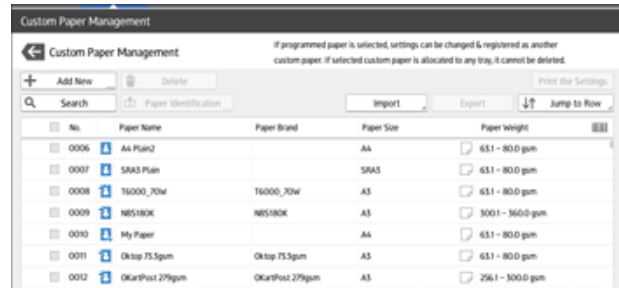 Custom Paper Management
Custom Paper Management
If programmed paper is selected, settings can be changed & registered as another
custom paper. If selected custom paper is allocated to any tray, it cannot be deleted.
Add New Delete Print the Settings
Search Paper Identification Import Export Jump to Row
No. Paper Name Paper Brand Paper Size Paper Weight
0006 A4 Plain2 A4 63.1 - 80.0 gsm
0007 SRA3 Plain SRA3 63.1 - 80.0 gsm
0008 T6000_70W T6000_70W A3 63.1 - 80.0 gsm
0009 NBS180K NBS180K A3 300.1 - 360.0 gsm
0010 My Paper A4 63.1 - 80.0 gsm
0011 Oktop 73.3gsm Oktop 73.3gsm A3 63.1 - 80.0 gsm
0012 OKartPost 279gsm OKartPost 279gsm A3 256.1 - 300.0 gsm